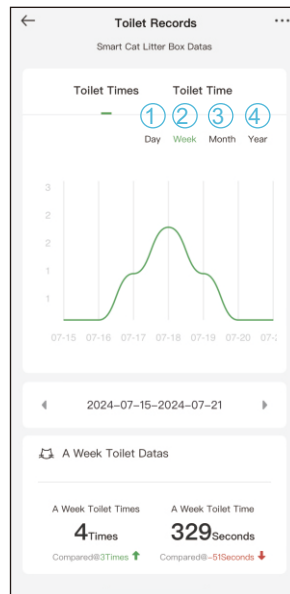 Toilet Records
Smart Cat Litter Box Datas
Toilet Times Toilet Time
1 2 3 4
Day Week Month Year
3
2
2
1
1
07-15 07-16 07-17 07-18 07-19 07-20 07-2
2024-07-15-2024-07-21
A Week Toilet Datas
A Week Toilet Times A Week Toilet Time
4Times 329Seconds
Compared@3Times ↑ Compared@-51Seconds ↓